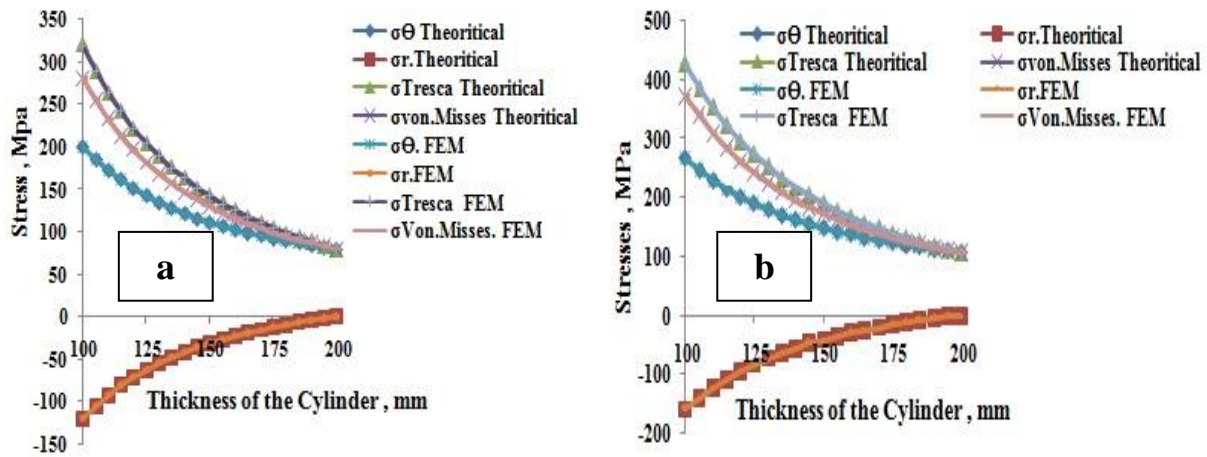 350
300
250
200
150
100
50
0
-50
-100
-150
Stress , Mpa
100 125 150 175 200
Thickness of the Cylinder , mm
a
σΘ Theoritical
σr.Theoritical
σTresca Theoritical
σvon.Misses Theoritical
σΘ. FEM
σr.FEM
σTresca FEM
σVon.Misses. FEM
500
400
300
200
100
0
-100
-200
Stresses , MPa
100 125 150 175 200
Thickness of the Cylinder , mm
b
σΘ Theoritical σr.Theoritical
σTresca Theoritical σvon.Misses Theoritical
σΘ. FEM σr.FEM
σTresca FEM σVon.Misses. FEM